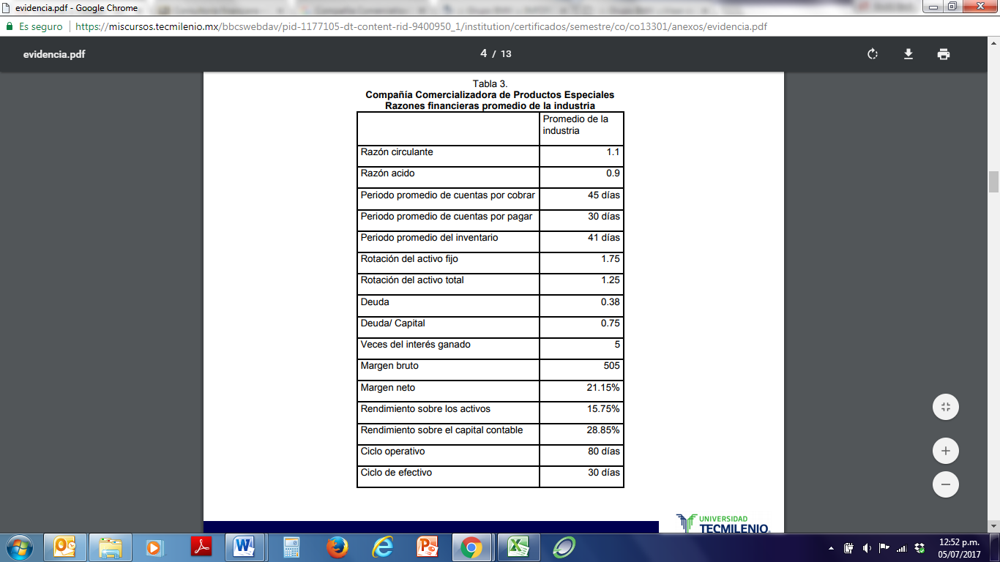 evidencia.pdf - Google Chrome
Es seguro | https://miscursos.tecmilenio.mx/bbcswebdav/pid-1177105-dt-content-rid-9400950_1/institution/certificados/semestre/co/co13301/anexos/evidencia.pdf
evidencia.pdf 4 / 13
Tabla 3.
Compañía Comercializadora de Productos Especiales
Razones financieras promedio de la industria
Promedio de la
industria
Razón circulante 1.1
Razón acido 0.9
Periodo promedio de cuentas por cobrar 45 días
Periodo promedio de cuentas por pagar 30 días
Periodo promedio del inventario 41 días
Rotación del activo fijo 1.75
Rotación del activo total 1.25
Deuda 0.38
Deuda/ Capital 0.75
Veces del interés ganado 5
Margen bruto 505
Margen neto 21.15%
Rendimiento sobre los activos 15.75%
Rendimiento sobre el capital contable 28.85%
Ciclo operativo 80 días
Ciclo de efectivo 30 días
UNIVERSIDAD
TECMILENIO
12:52 p.m.
05/07/2017